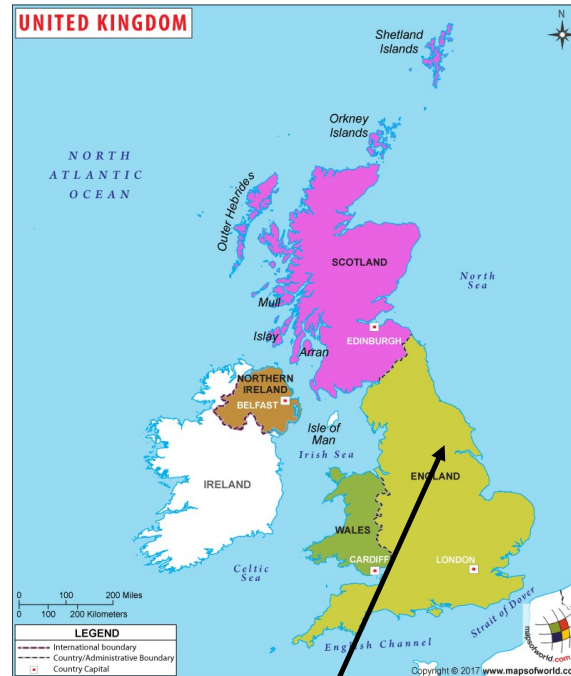 UNITED KINGDOM
N
Shetland
Islands
Orkney
Islands
NORTH
ATLANTIC
OCEAN
Outer Hebrides
SCOTLAND
North
Sea
Mull
Islay
Arran
EDINBURGH
NORTHERN
IRELAND
BELFAST
Isle of
Man
Irish Sea
IRELAND
ENGLAND
WALES
CARDIFF
LONDON
Celtic
Sea
Strait of Dover
English Channel
0 100 200 Miles
0 100 200 Kilometers
LEGEND
International boundary
Country/Administrative Boundary
Country Capital
mapsofworld.com
Copyright © 2017 www.mapsofworld.co